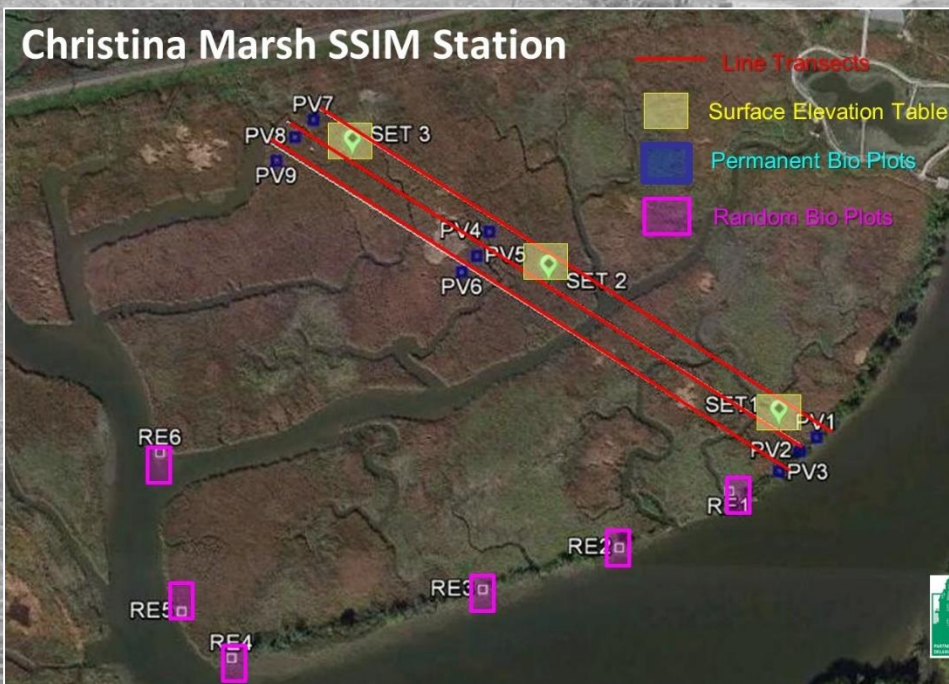 Christina Marsh SSIM Station
Line Transects
Surface Elevation Table
Permanent Bio Plots
Random Bio Plots
PV7
PV8
SET 3
PV9
PV4
PV5
PV6
SET 2
SET1
PV1
PV2
PV3
RE6
RE1
RE2
RE3
RE5
RE4